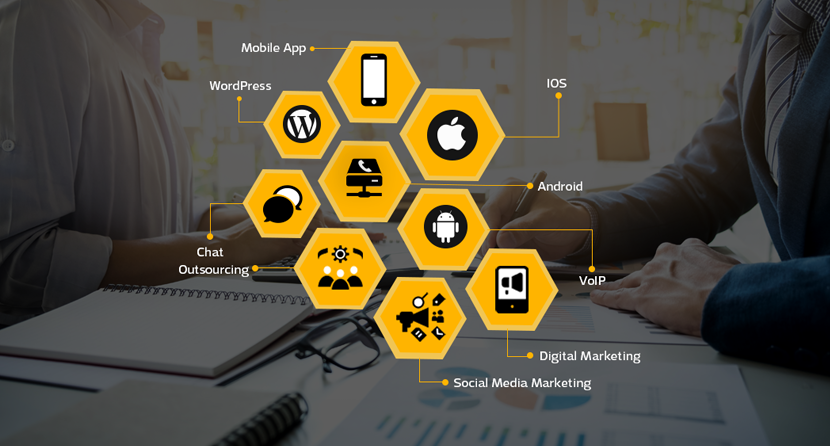 Mobile App
WordPress
IOS
Android
Chat
Outsourcing
VoIP
Digital Marketing
Social Media Marketing